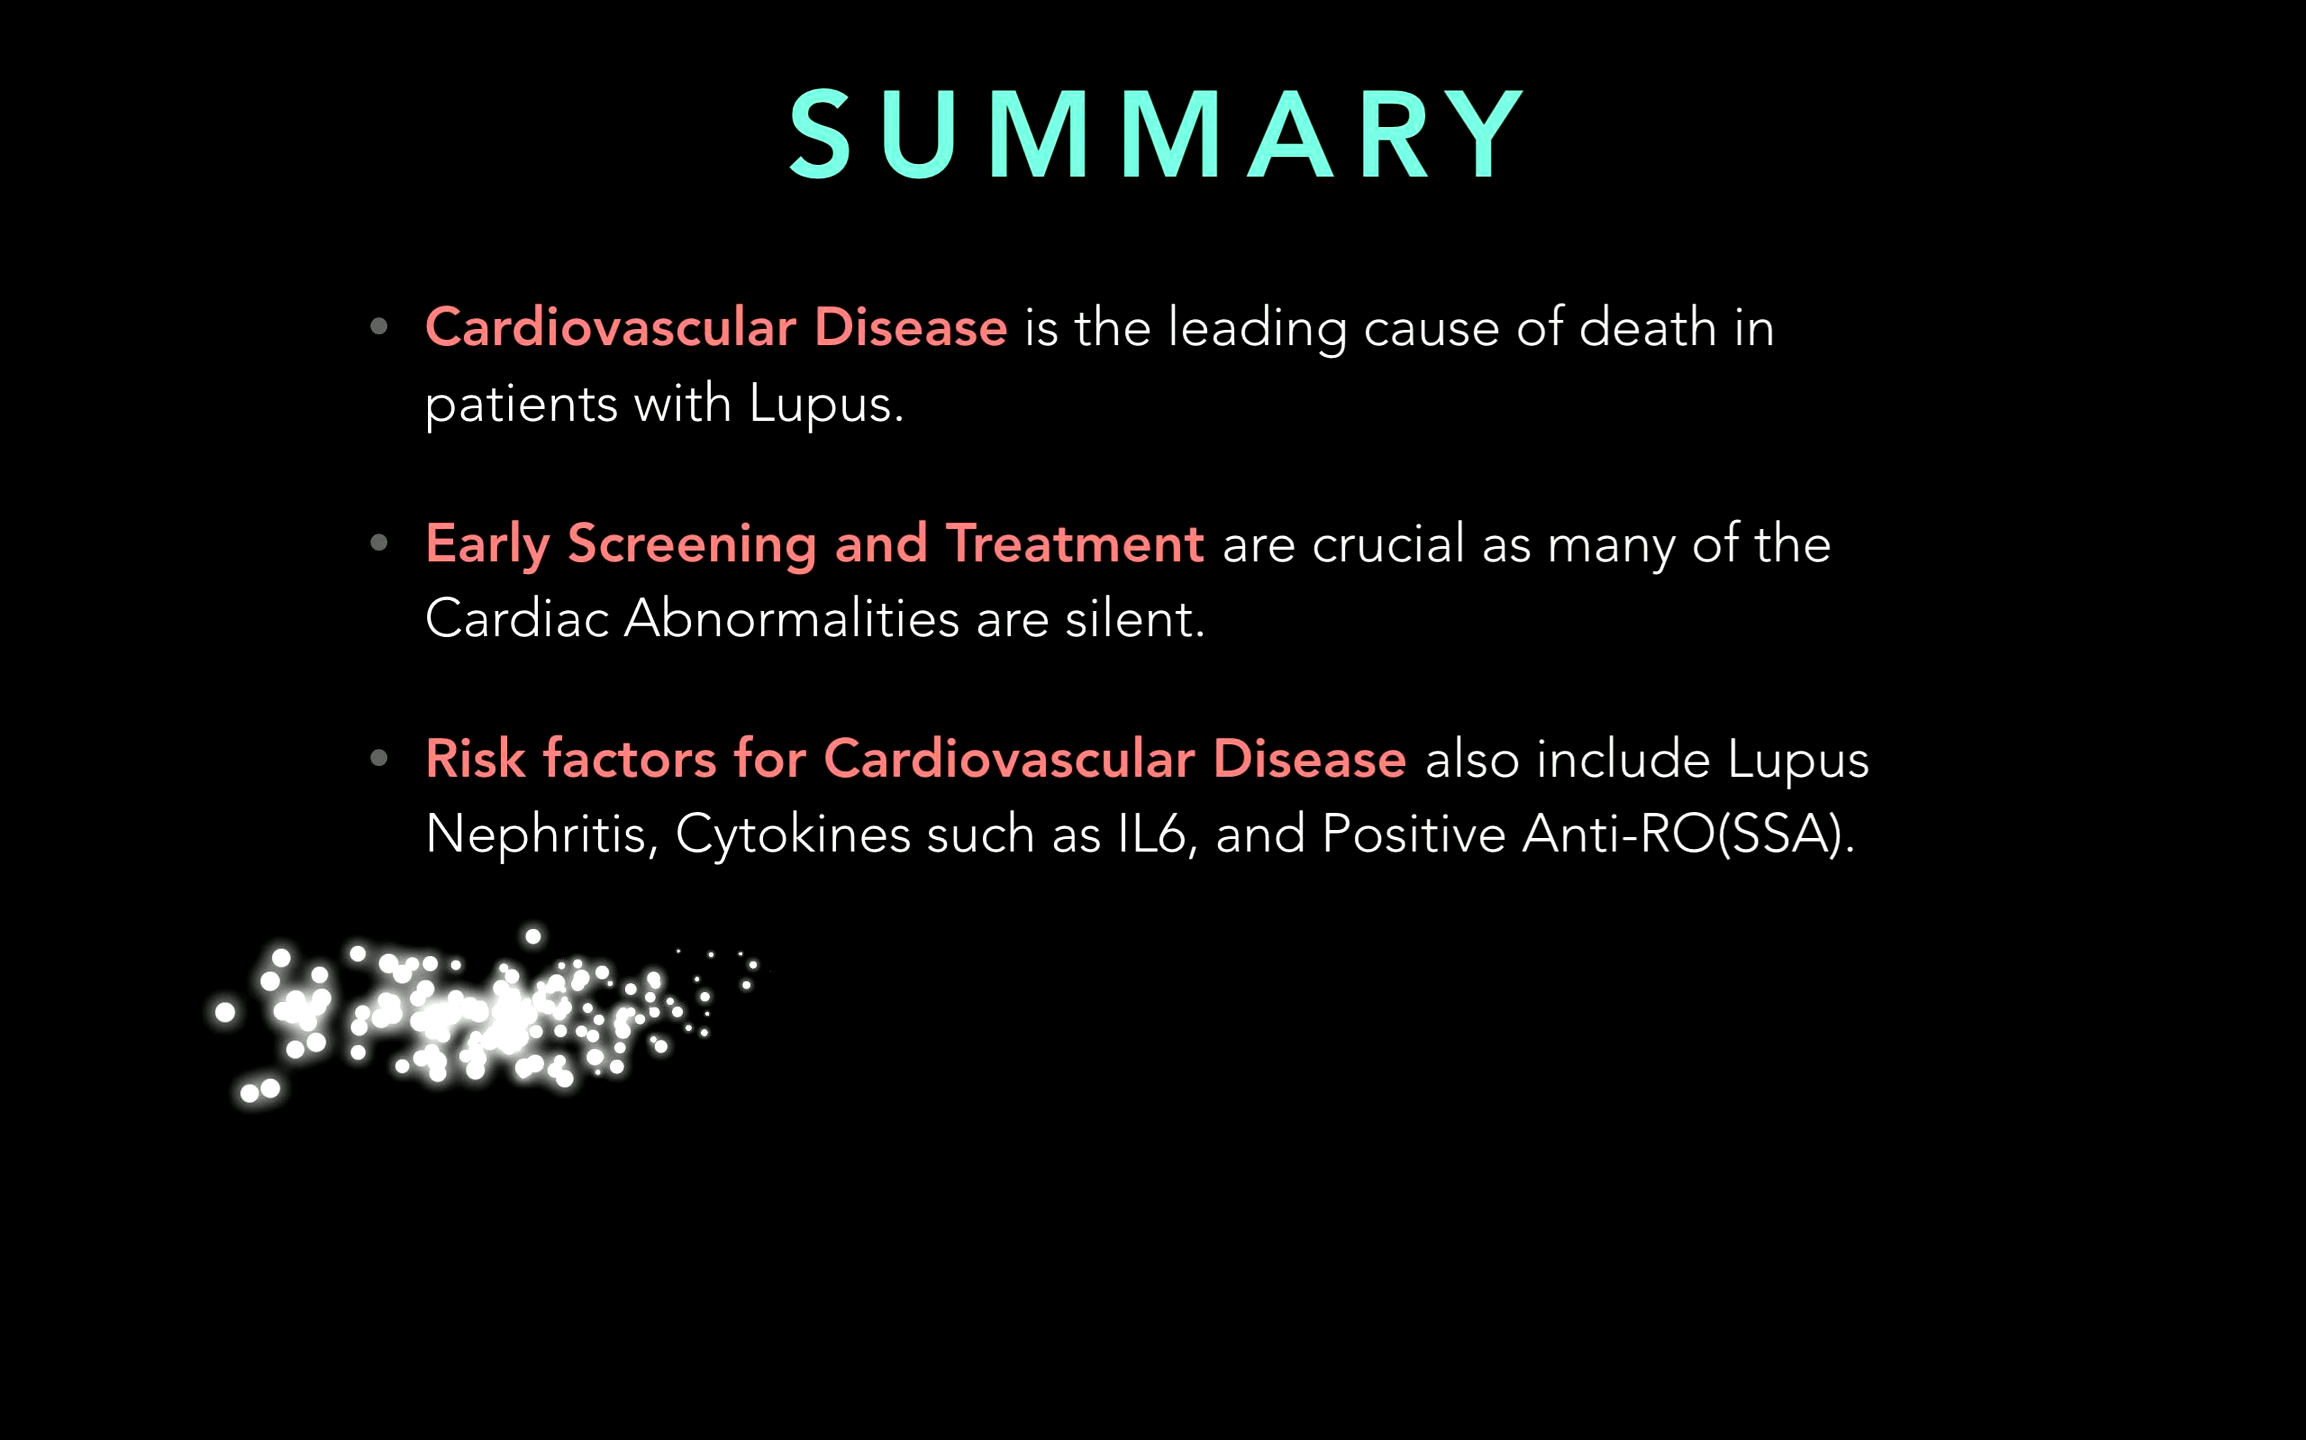 SUMMARY
• Cardiovascular Disease is the leading cause of death in
patients with Lupus.
• Early Screening and Treatment are crucial as many of the
Cardiac Abnormalities are silent.
• Risk factors for Cardiovascular Disease also include Lupus
Nephritis, Cytokines such as IL6, and Positive Anti-RO(SSA).